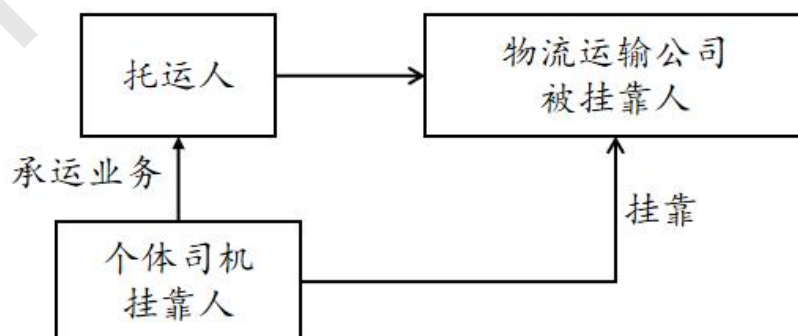 托运人
物流运输公司
被挂靠人
承运业务
挂靠
个体司机
挂靠人